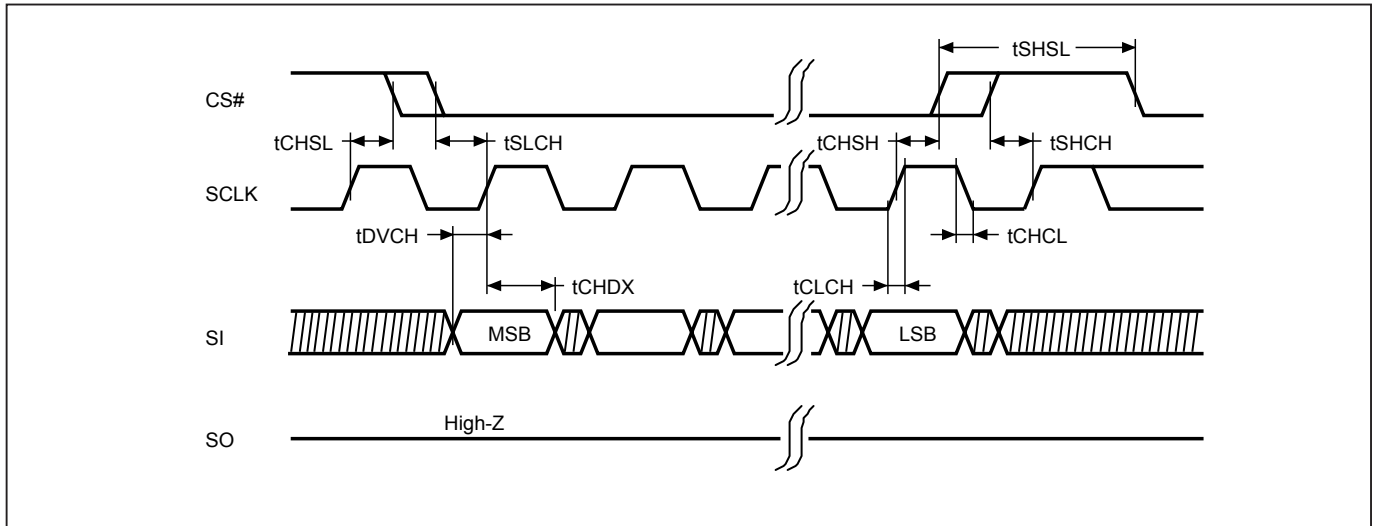 tSHSL
CS#
tCHSL
tSLCH
tCHSH
tSHCH
SCLK
tDVCH
tCHCL
tCHDX
tCLCH
SI
MSB
LSB
High-Z
SO